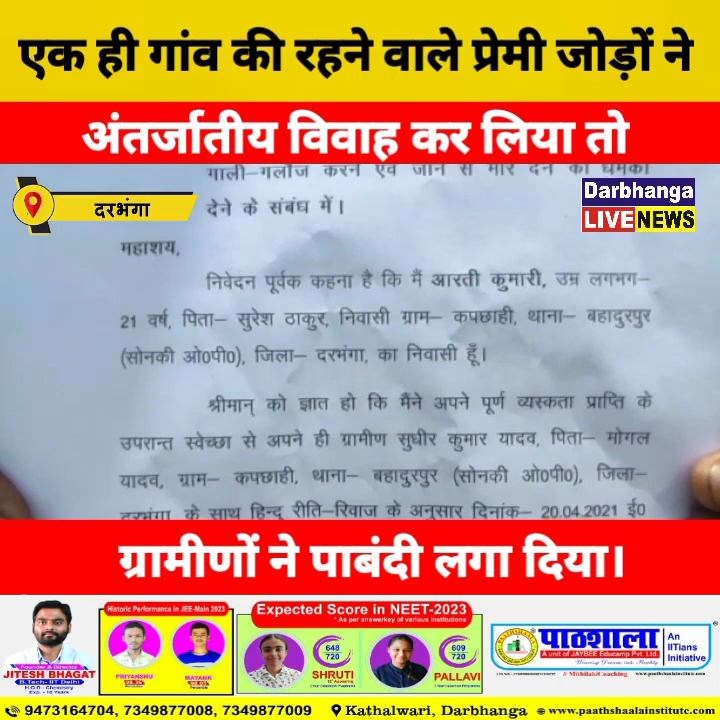 एक ही गांव की रहने वाले प्रेमी जोड़ों ने
अंतर्जातीय विवाह कर लिया तो
गाली-गलौज करने एवं जान से मार देने की धमकी
दरभंगा
देने के संबंध में।
Darbhanga
LIVE NEWS
महाशय,
निवेदन पूर्वक कहना है कि मैं आरती कुमारी, उम्र लगभग–
21 वर्ष, पिता– सुरेश ठाकुर, निवासी ग्राम– कपछाही, थाना– बहादुरपुर
(सोनकी ओ0पी0), जिला– दरभंगा, का निवासी हूँ।
श्रीमान् को ज्ञात हो कि मैंने अपने पूर्ण व्यस्कता प्राप्ति के
उपरान्त स्वेच्छा से अपने ही ग्रामीण सुधीर कुमार यादव, पिता– मोगल
यादव, ग्राम– कपछाही, थाना– बहादुरपुर (सोनकी ओ0पी0), जिला–
दरभंगा के साथ हिन्दु रीति-रिवाज के अनुसार दिनांक– 20.04.2021 ई0
ग्रामीणों ने पाबंदी लगा दिया।
Founder & Director
JITESH BHAGAT
B.Tech- IIT Delhi
H.O.D - Chemistry
Historic Performance in JEE-Main 2023
PRIYANSHU
MAYANK
Expected Score in NEET-2023
* As per answerkey of various institutions
648
720
SHRUTI
609
720
PALLAVI
पाठशाला
A unit of JAYBEE Educamp Pvt. Ltd.
An
IITians
Initiative
9473164704, 7349877008, 7349877009
Kathalwari, Darbhanga
www.paathshaalainstitute.com